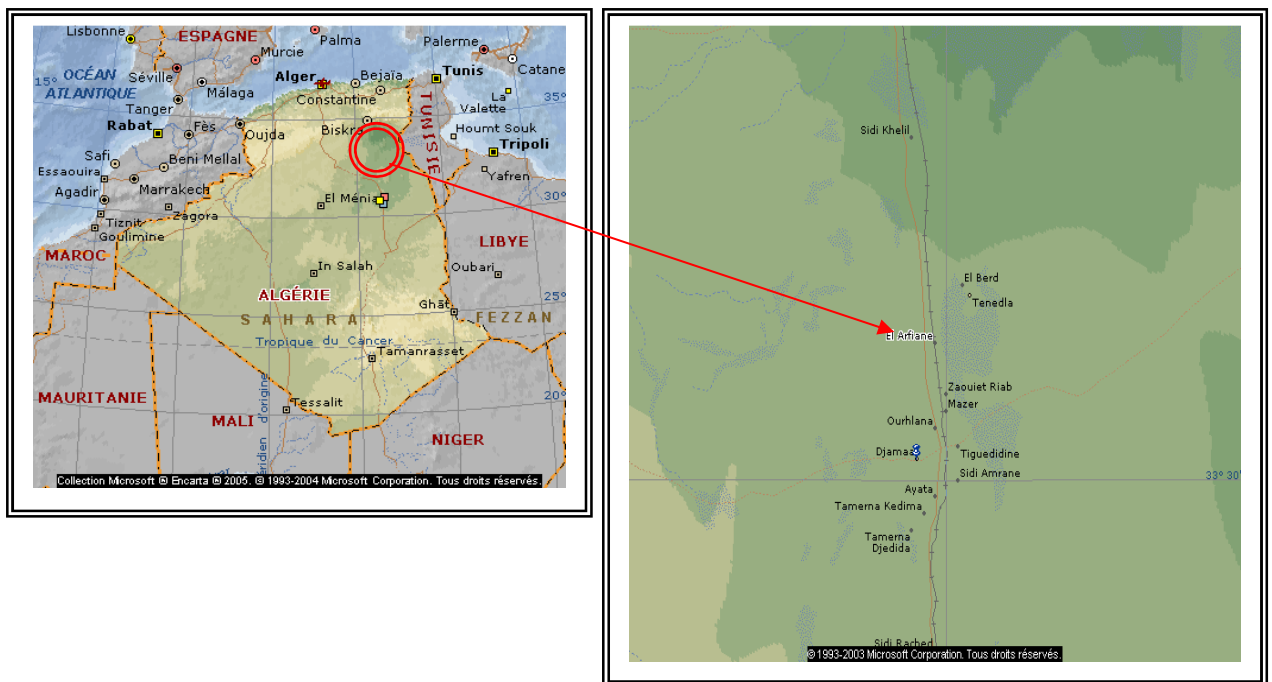 Lisbonne
ESPAGNE
Palma
Palerme
Murcie
15° OCÉAN
ATLANTIQUE
Séville
Málaga
Alger
Bejaïa
Tunis
Catane
Tanger
Constantine
La
Valette
35°
Rabat
Fès
Oujda
Biskra
TUNISIE
Houmt Souk
Tripoli
Safi
Beni Mellal
Essaouira
Yafren
Agadir
Marrakech
El Ménia
30°
Tiznit
Zagora
Goulimine
LIBYE
MAROC
In Salah
Oubari
ALGÉRIE
Ghāt
25°
SAHARA
FEZZAN
Tropique du Cancer
Tamanrasset
MAURITANIE
Tessalit
20°
MALI
méridien d'origine
NIGER
Collection Microsoft ® Encarta ® 2005. © 1993-2004 Microsoft Corporation. Tous droits réservés.
Sidi Khelil
El Berd
Tenedla
El Arfiane
Zaouiet Riab
Mazer
Ourhlana
Djamaa
Tiguedidine
Sidi Amrane
33° 30'
Ayata
Tamerna Kedima
Tamerna
Djedida
Sidi Rached
© 1993-2003 Microsoft Corporation. Tous droits réservés.